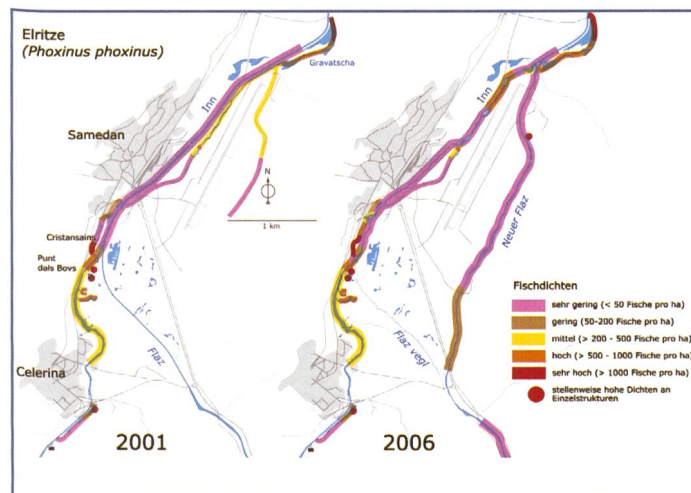 Elritze
(Phoxinus phoxinus)
Gravatscha
Inn
Samedan
N
1 km
Cristansains
Punt
dals Bovs
Flaz
Celerina
2001
Inn
Neuer Flaz
Flaz vegl
2006
Fischdichten
sehr gering (< 50 Fische pro ha)
gering (50-200 Fische pro ha)
mittel (> 200 - 500 Fische pro ha)
hoch (> 500 - 1000 Fische pro ha)
sehr hoch (> 1000 Fische pro ha)
stellenweise hohe Dichten an
Einzelstrukturen